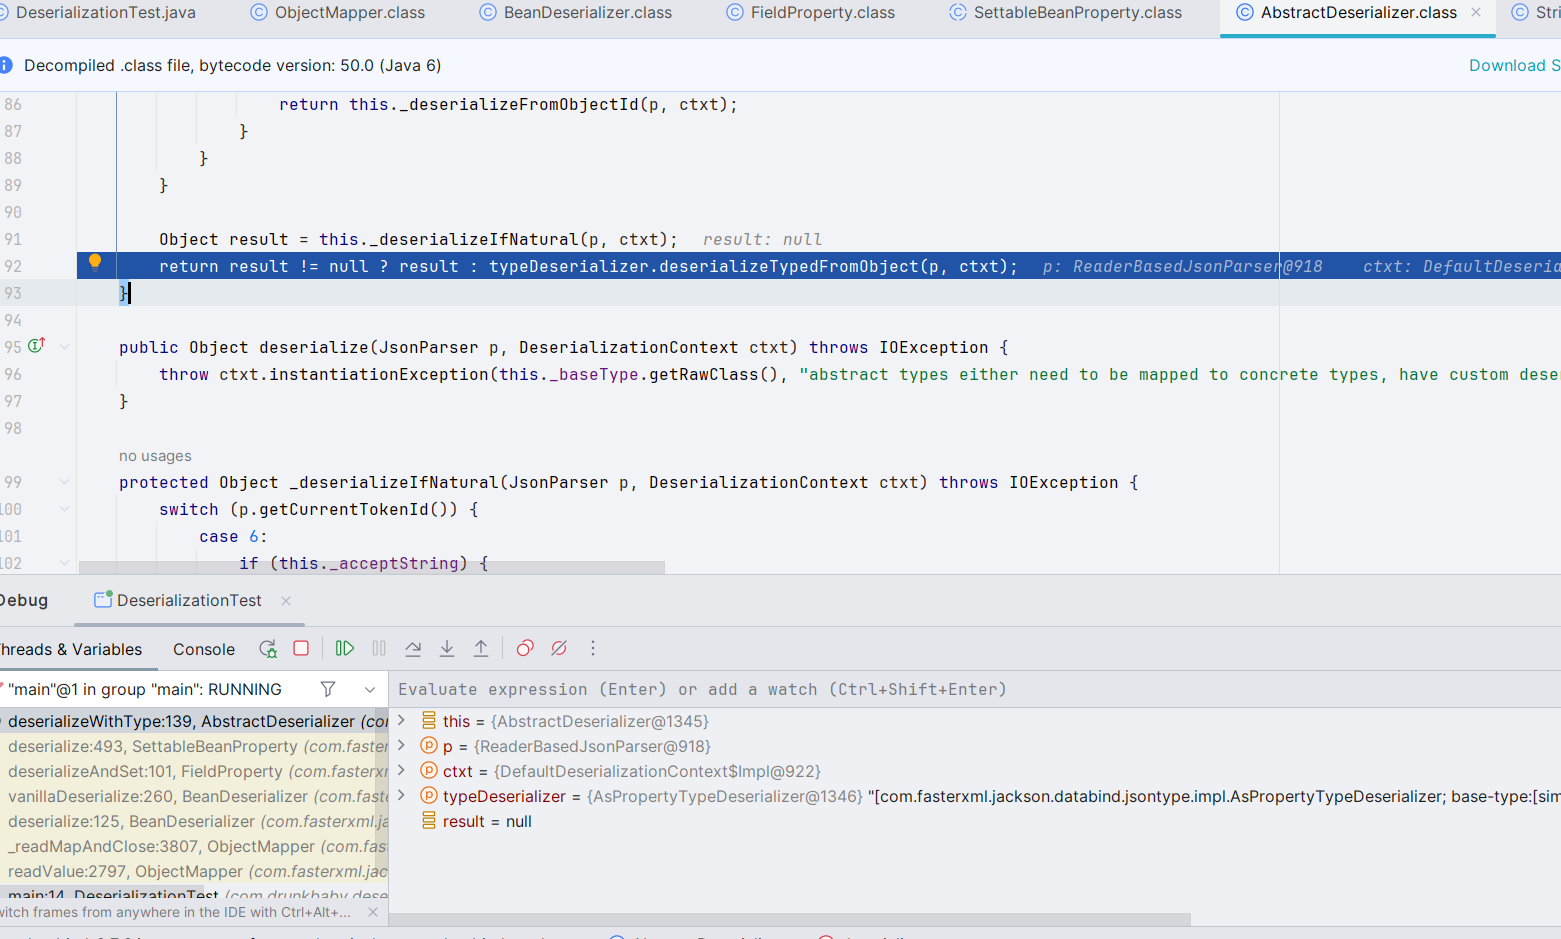 DeserializationTest.java ObjectMapper.class BeanDeserializer.class FieldProperty.class SettableBeanProperty.class AbstractDeserializer.class Stri
Decompiled .class file, bytecode version: 50.0 (Java 6) Download S
86 return this._deserializeFromObjectId(p, ctxt);
87 }
88 }
89 }
90
91 Object result = this._deserializeIfNatural(p, ctxt); result: null
92 return result != null ? result : typeDeserializer.deserializeTypedFromObject(p, ctxt); p: ReaderBasedJsonParser@918 ctxt: DefaultDeseria
93 }
94
95 public Object deserialize(JsonParser p, DeserializationContext ctxt) throws IOException {
96 throw ctxt.instantiationException(this._baseType.getRawClass(), "abstract types either need to be mapped to concrete types, have custom dese
97 }
98
no usages
99 protected Object _deserializeIfNatural(JsonParser p, DeserializationContext ctxt) throws IOException {
100 switch (p.getCurrentTokenId()) {
101 case 6:
102 if (this._acceptString) {
Debug DeserializationTest
Threads & Variables Console
"main"@1 in group "main": RUNNING
Evaluate expression (Enter) or add a watch (Ctrl+Shift+Enter)
deserializeWithType:139, AbstractDeserializer (cor
deserialize:493, SettableBeanProperty (com.faster
deserializeAndSet:101, FieldProperty (com.fasterxr
vanillaDeserialize:260, BeanDeserializer (com.faste
deserialize:125, BeanDeserializer (com.fasterxml.ja
_readMapAndClose:3807, ObjectMapper (com.fas
readValue:2797, ObjectMapper (com.fasterxml.jac
main:14, DeserializationTest (com.drunkbaby.dese
witch frames from anywhere in the IDE with Ctrl+Alt+...
this = {AbstractDeserializer@1345}
p = {ReaderBasedJsonParser@918}
ctxt = {DefaultDeserializationContext$Impl@922}
typeDeserializer = {AsPropertyTypeDeserializer@1346} "[com.fasterxml.jackson.databind.jsontype.impl.AsPropertyTypeDeserializer; base-type:[sim
result = null